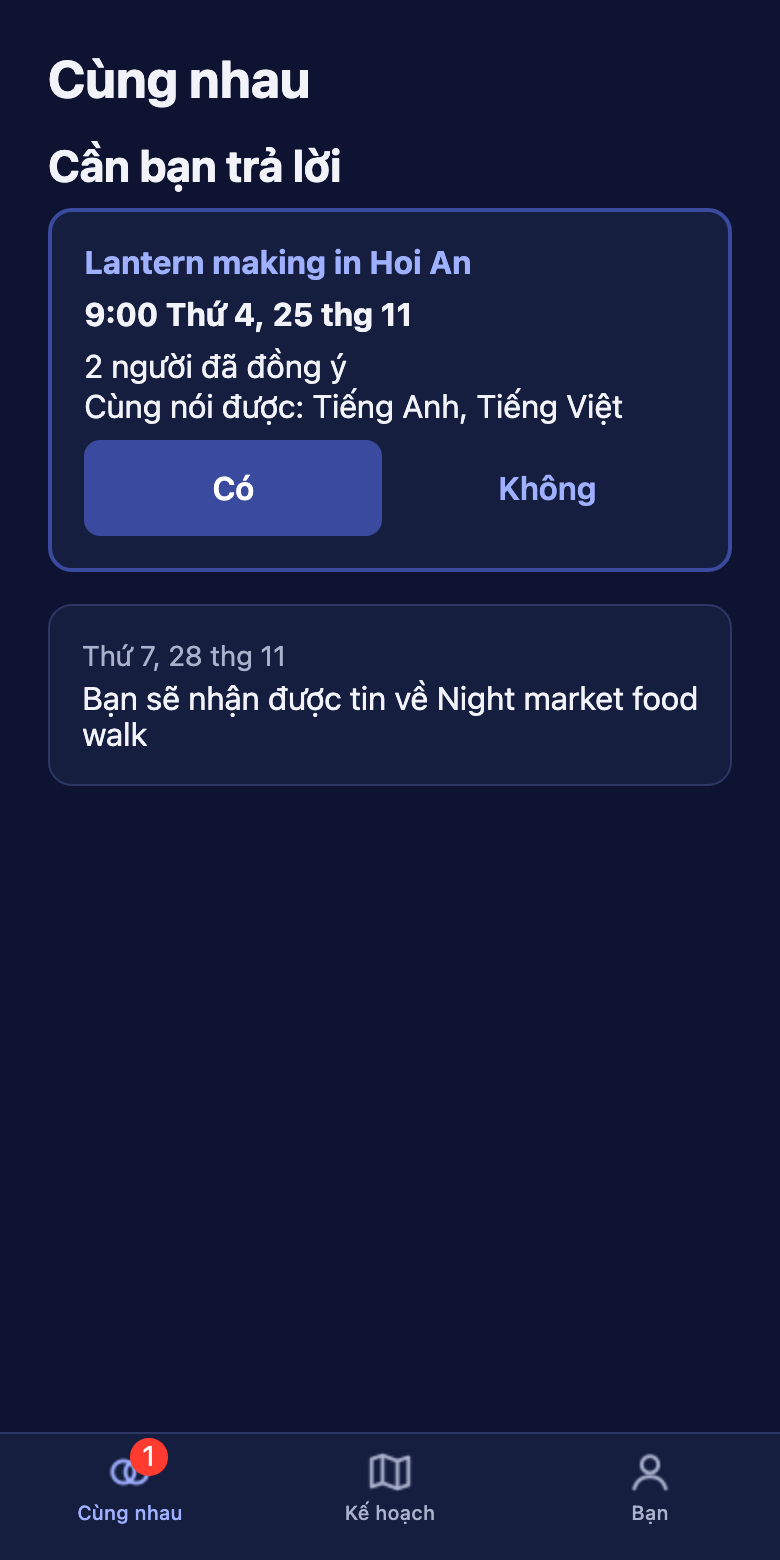 Cùng nhau
Cần bạn trả lời
Lantern making in Hoi An
9:00 Thứ 4, 25 thg 11
2 người đã đồng ý
Cùng nói được: Tiếng Anh, Tiếng Việt
Có
Không
Thứ 7, 28 thg 11
Bạn sẽ nhận được tin về Night market food
walk
1
Cùng nhau
Kế hoạch
Bạn